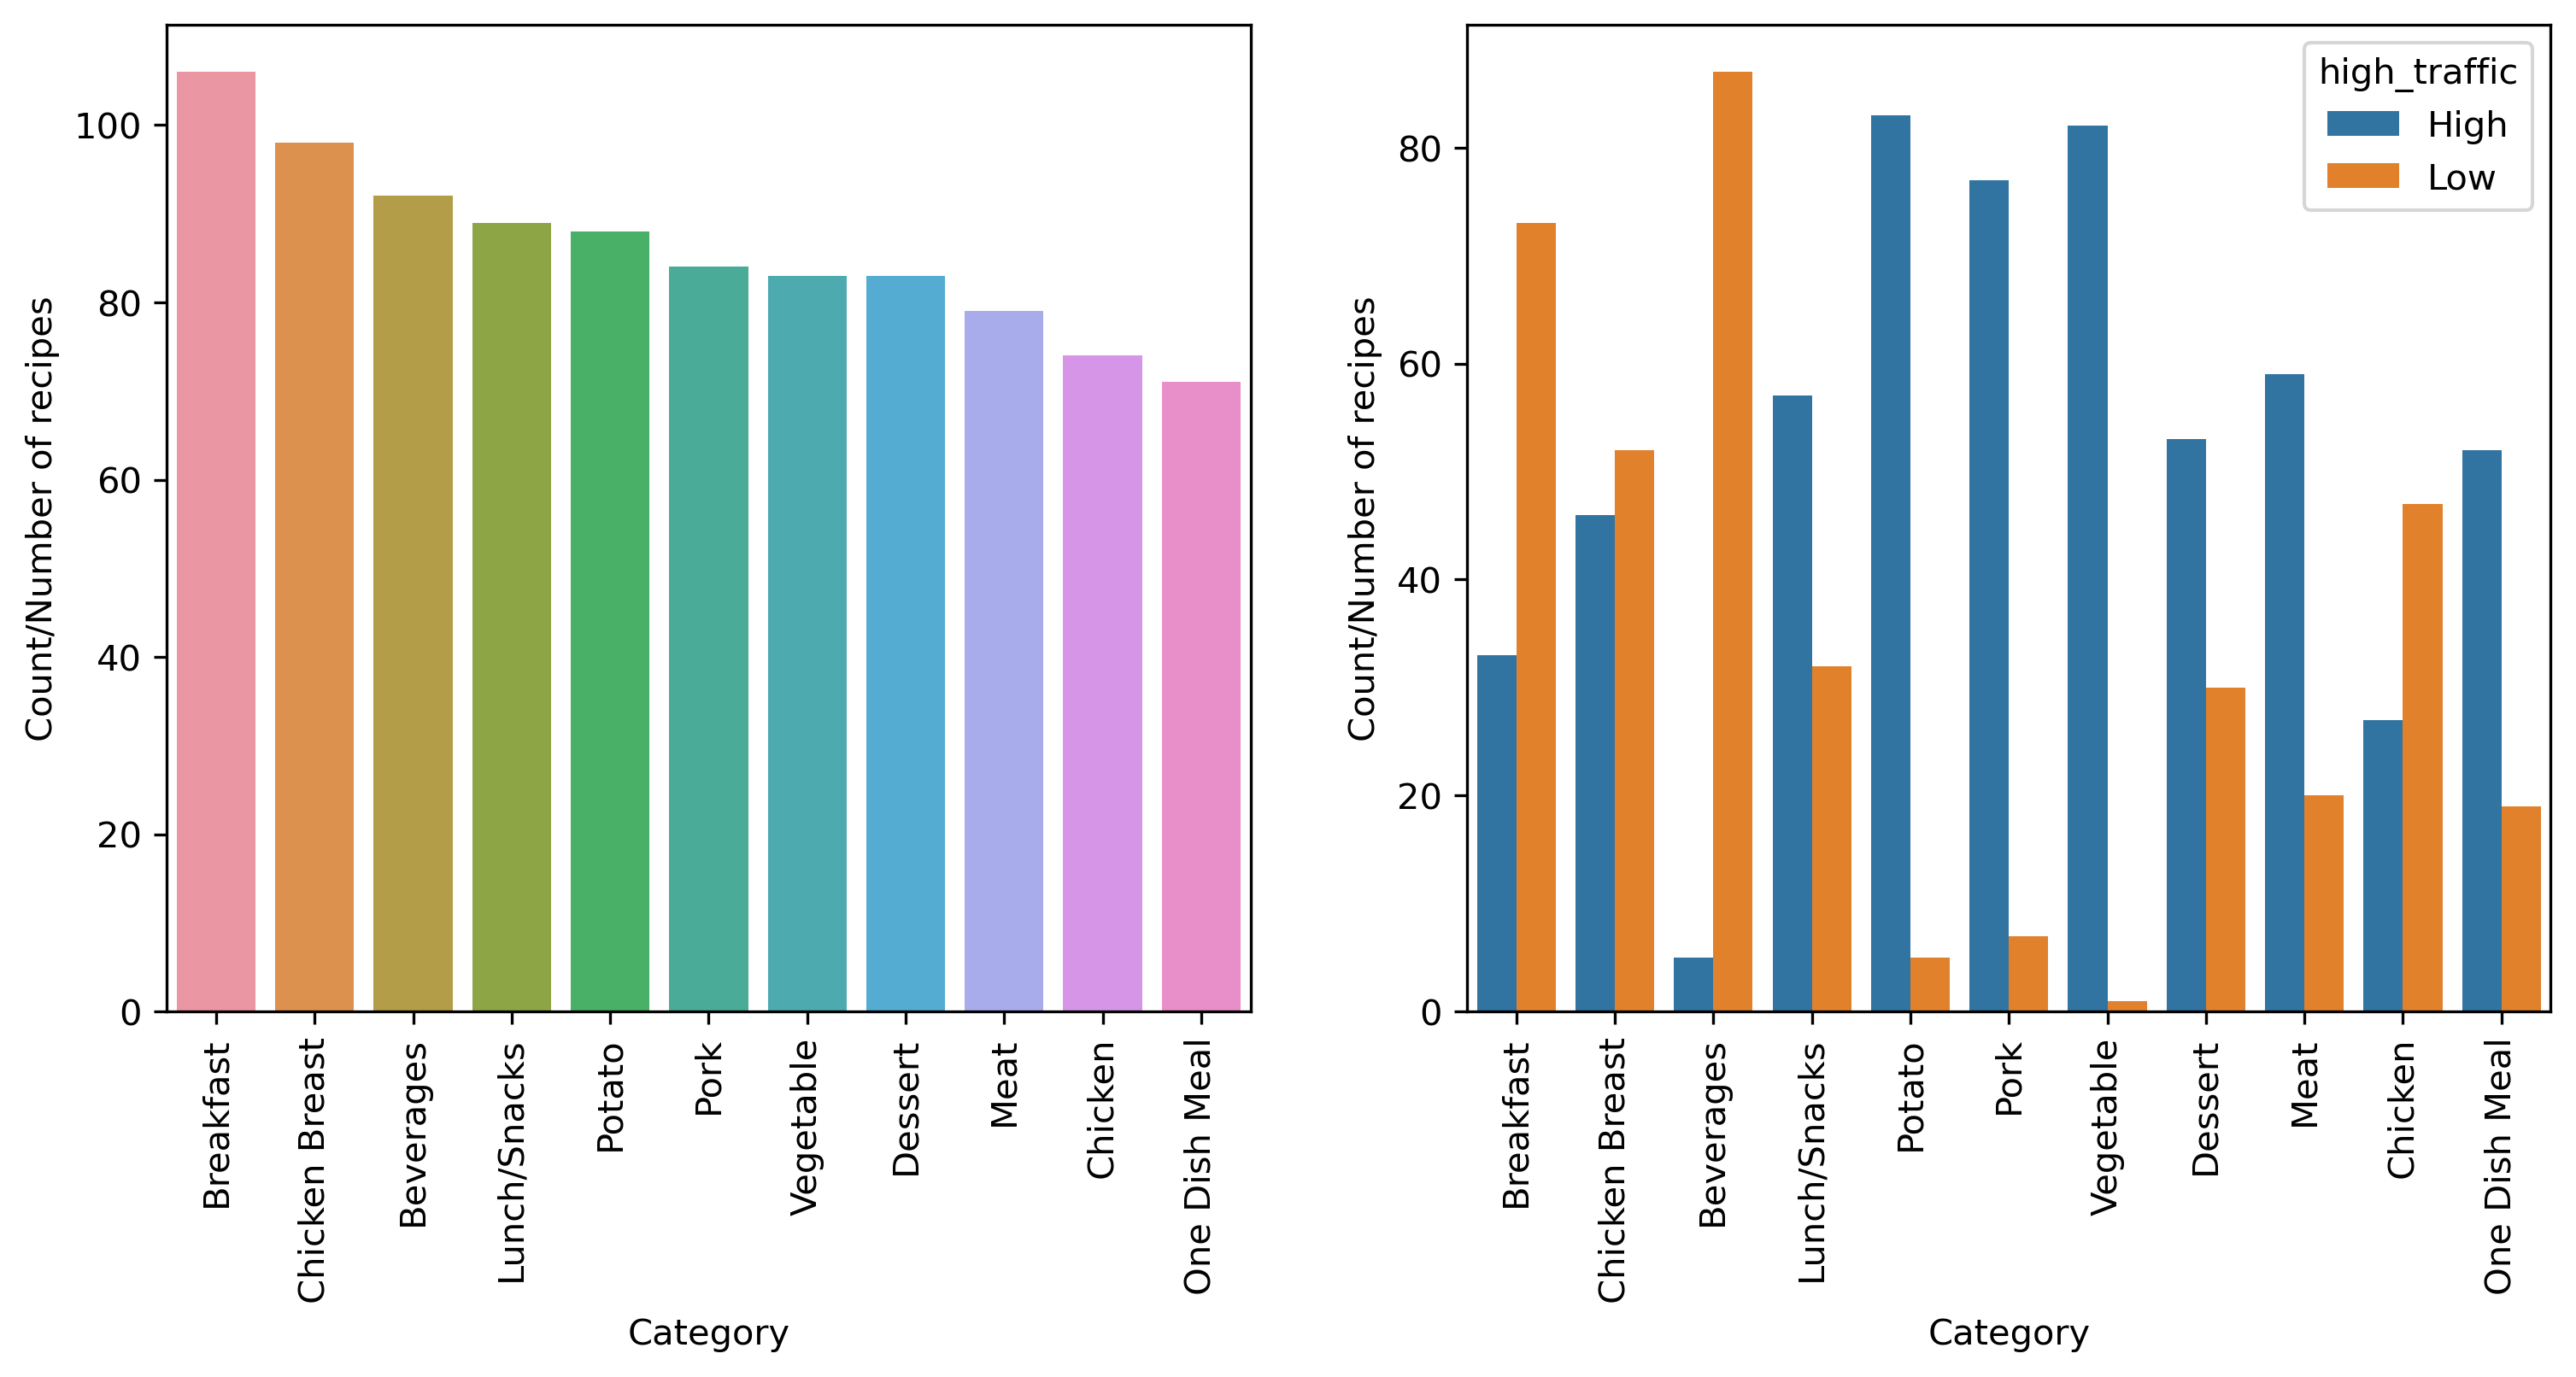 Count/Number of recipes
100
80
60
40
20
0
Breakfast
Chicken Breast
Beverages
Lunch/Snacks
Potato
Pork
Vegetable
Dessert
Meat
Chicken
One Dish Meal
Category
Count/Number of recipes
80
60
40
20
0
high_traffic
High
Low
Breakfast
Chicken Breast
Beverages
Lunch/Snacks
Potato
Pork
Vegetable
Dessert
Meat
Chicken
One Dish Meal
Category